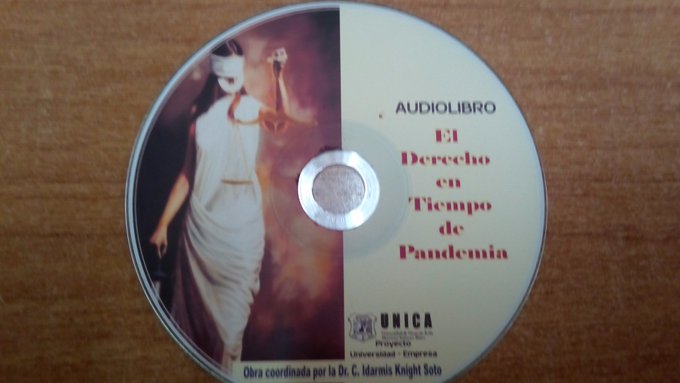 AUDIOLIBRO
El
Derecho
en
Tiempo
de
Pandemia
UNICA
Proyecto
Universidad - Empresa
Obra coordinada por la Dr. C. Idarmis Knight Soto